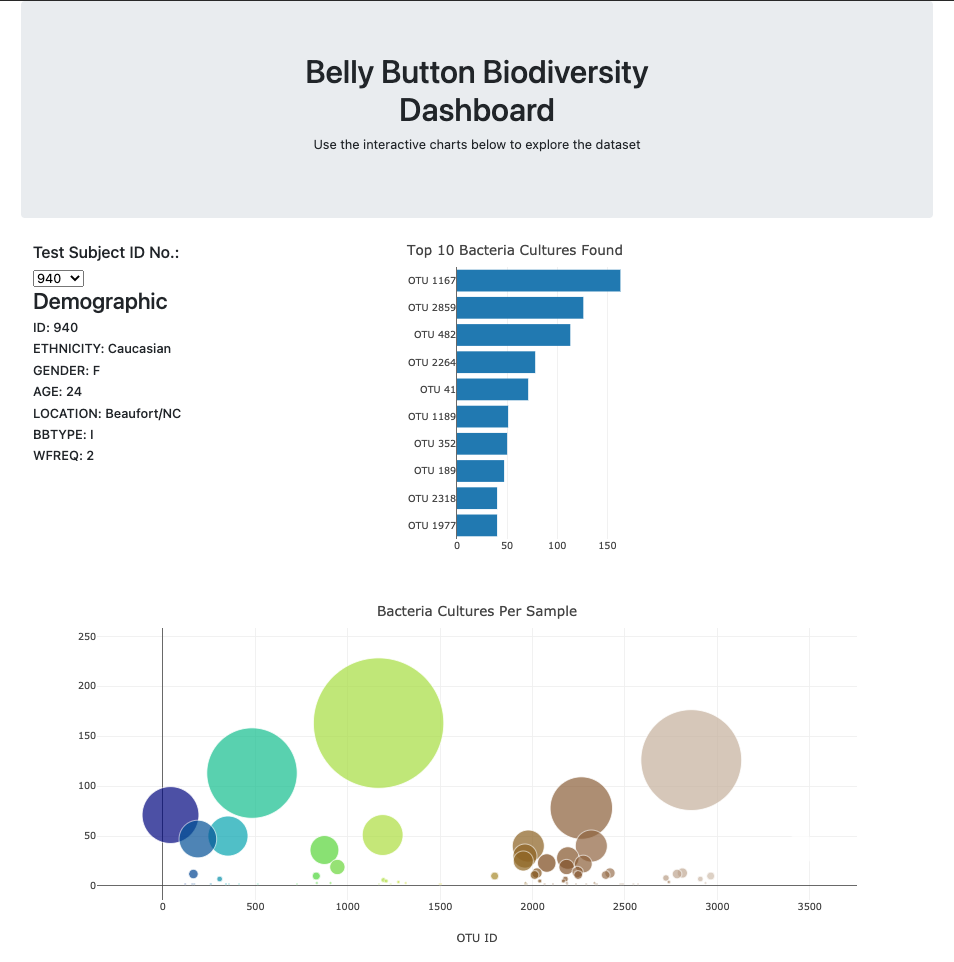 Belly Button Biodiversity
Dashboard
Use the interactive charts below to explore the dataset
Test Subject ID No.:
940
Demographic
ID: 940
ETHNICITY: Caucasian
GENDER: F
AGE: 24
LOCATION: Beaufort/NC
BBTYPE: I
WFREQ: 2
Top 10 Bacteria Cultures Found
OTU 1167
OTU 2859
OTU 482
OTU 2264
OTU 41
OTU 1189
OTU 352
OTU 189
OTU 2318
OTU 1977
0 50 100 150
Bacteria Cultures Per Sample
250
200
150
100
50
0
0 500 1000 1500 2000 2500 3000 3500
OTU ID